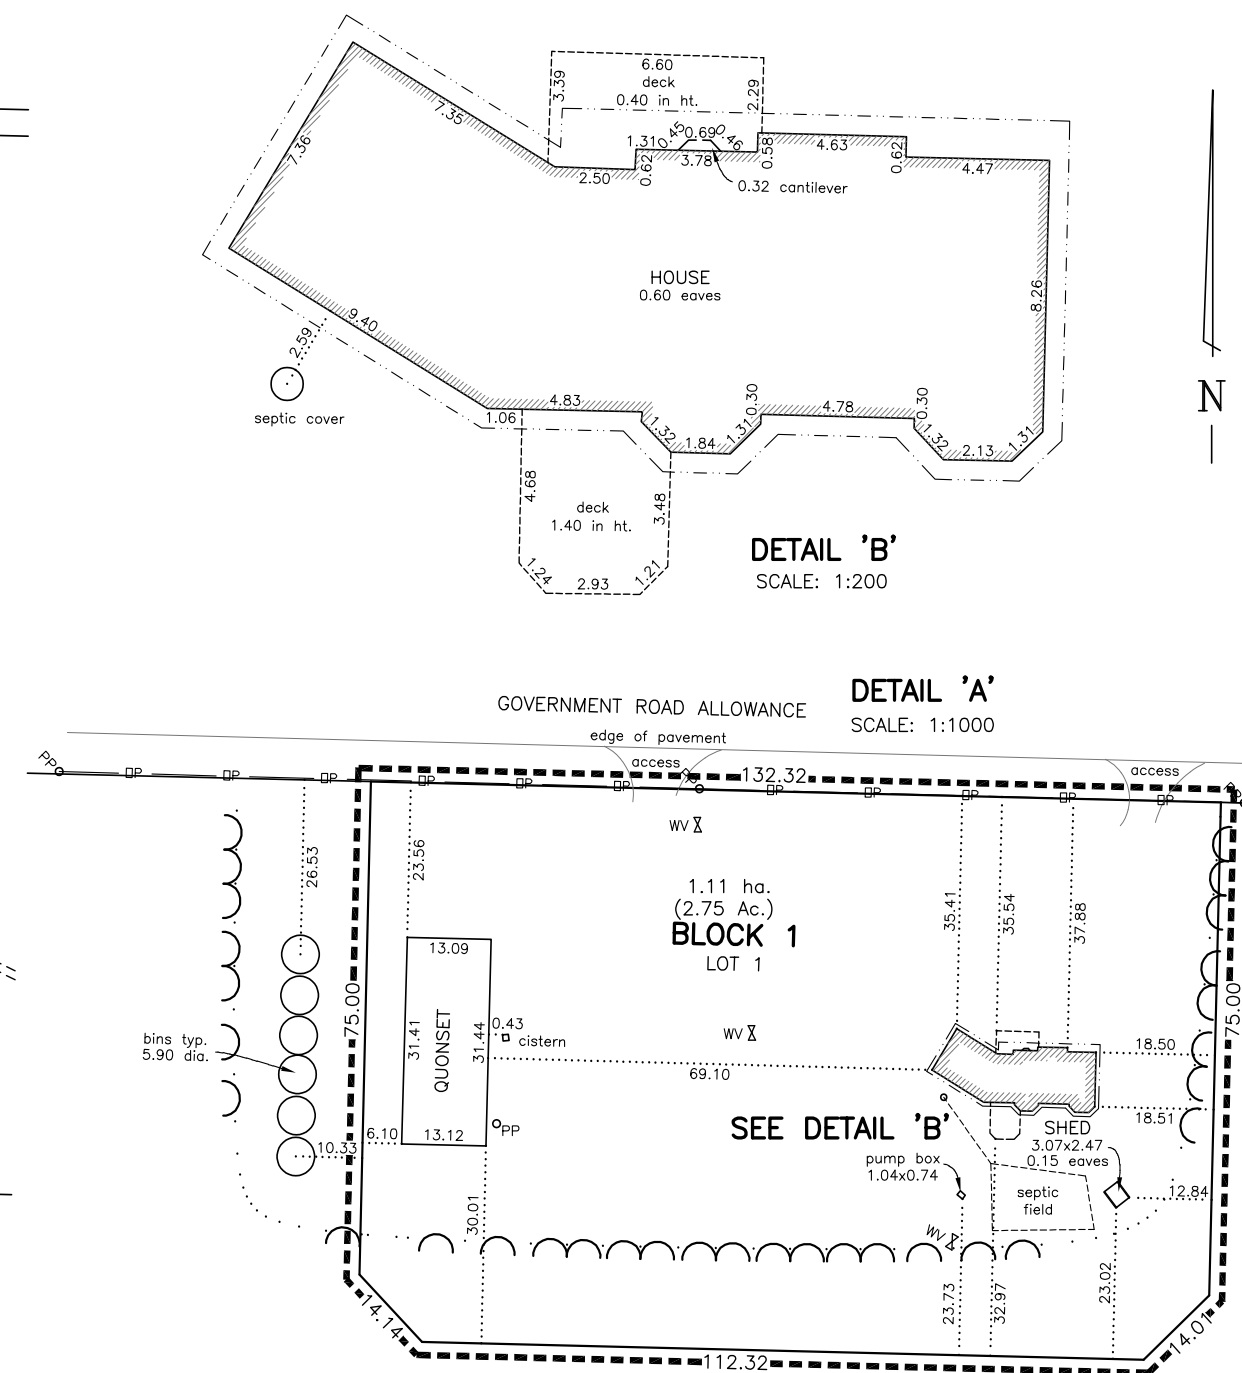 6.60
deck
0.40 in ht.
3.39
2.29
7.35
7.36
1.31
0.45
0.69
0.46
3.78
0.62
2.50
0.58
4.63
0.62
4.47
0.32 cantilever
HOUSE
0.60 eaves
8.26
9.40
2.59
septic cover
4.83
1.06
1.32
1.84
1.31
0.30
4.78
0.30
1.32
2.13
1.31
4.68
3.48
deck
1.40 in ht.
1.24
2.93
1.21
N
DETAIL 'B'
SCALE: 1:200
DETAIL 'A'
SCALE: 1:1000
GOVERNMENT ROAD ALLOWANCE
edge of pavement
access
access
PP
132.32
WV
26.53
23.56
1.11 ha.
(2.75 Ac.)
BLOCK 1
LOT 1
35.41
35.54
37.88
13.09
QUONSET
31.41
31.44
0.43
cistern
WV
75.00
75.00
bins typ.
5.90 dia.
69.10
18.50
18.51
SEE DETAIL 'B'
SHED
3.07x2.47
0.15 eaves
pump box
1.04x0.74
septic
field
12.84
6.10
13.12
PP
10.33
30.01
WV
23.73
32.97
23.02
14.14
112.32
14.01